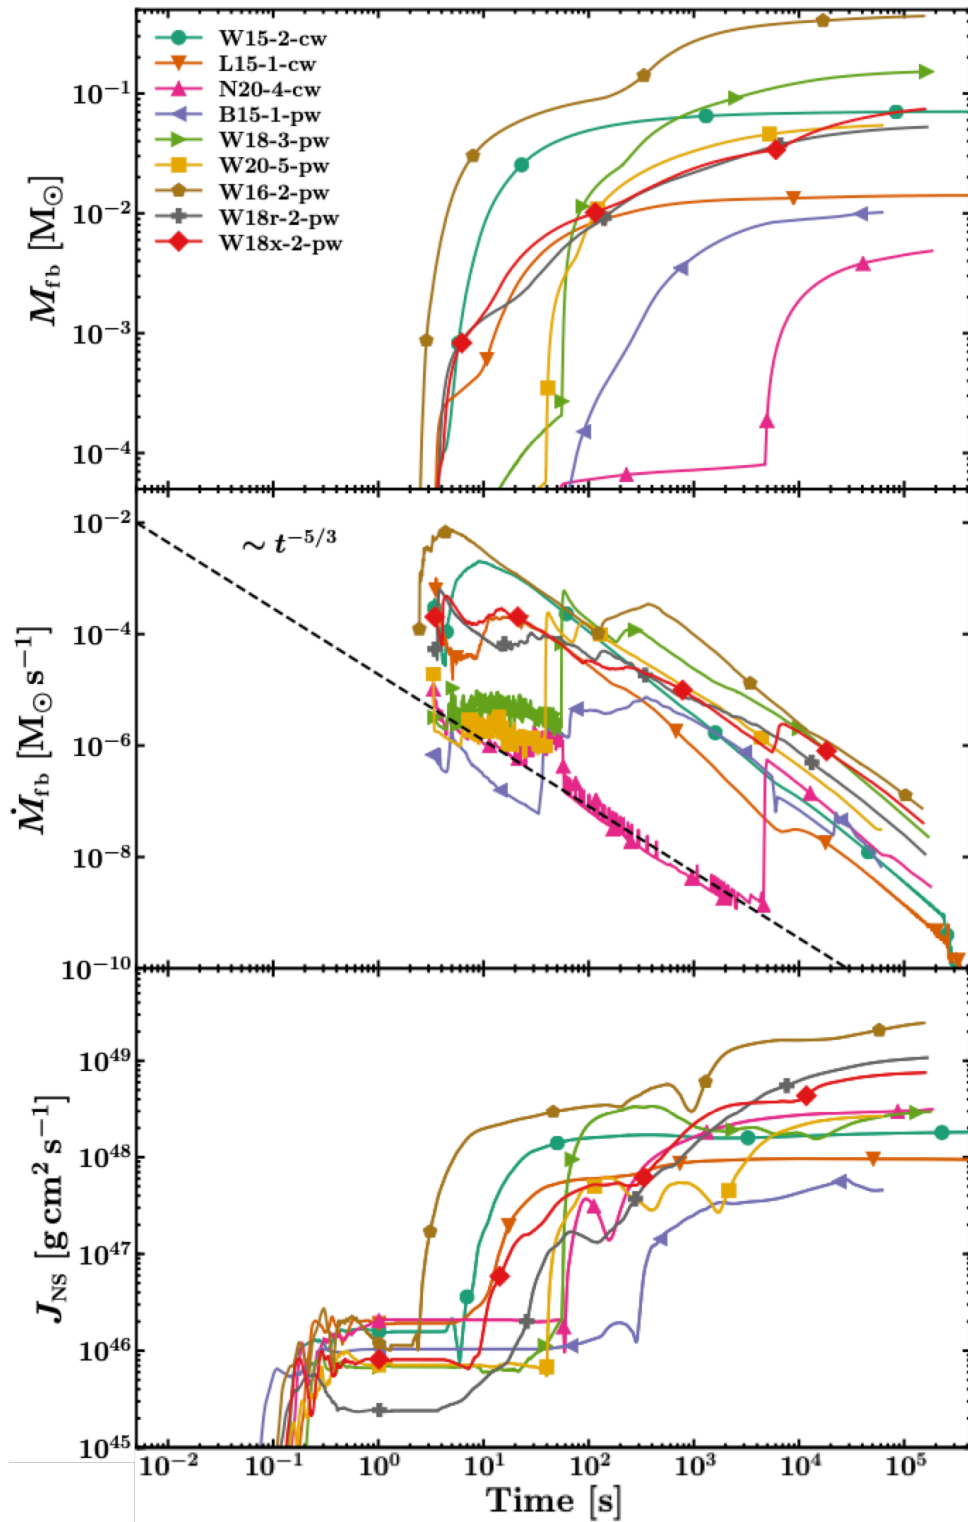 W15-2-cw
L15-1-cw
N20-4-cw
B15-1-pw
W18-3-pw
W20-5-pw
W16-2-pw
W18r-2-pw
W18x-2-pw
M_fb [M_⊙]
10^−1
10^−2
10^−3
10^−4
∼ t^−5/3
Ṁ_fb [M_⊙ s^−1]
10^−2
10^−4
10^−6
10^−8
10^−10
J_NS [g cm^2 s^−1]
10^49
10^48
10^47
10^46
10^45
10^−2 10^−1 10^0 10^1 10^2 10^3 10^4 10^5
Time [s]